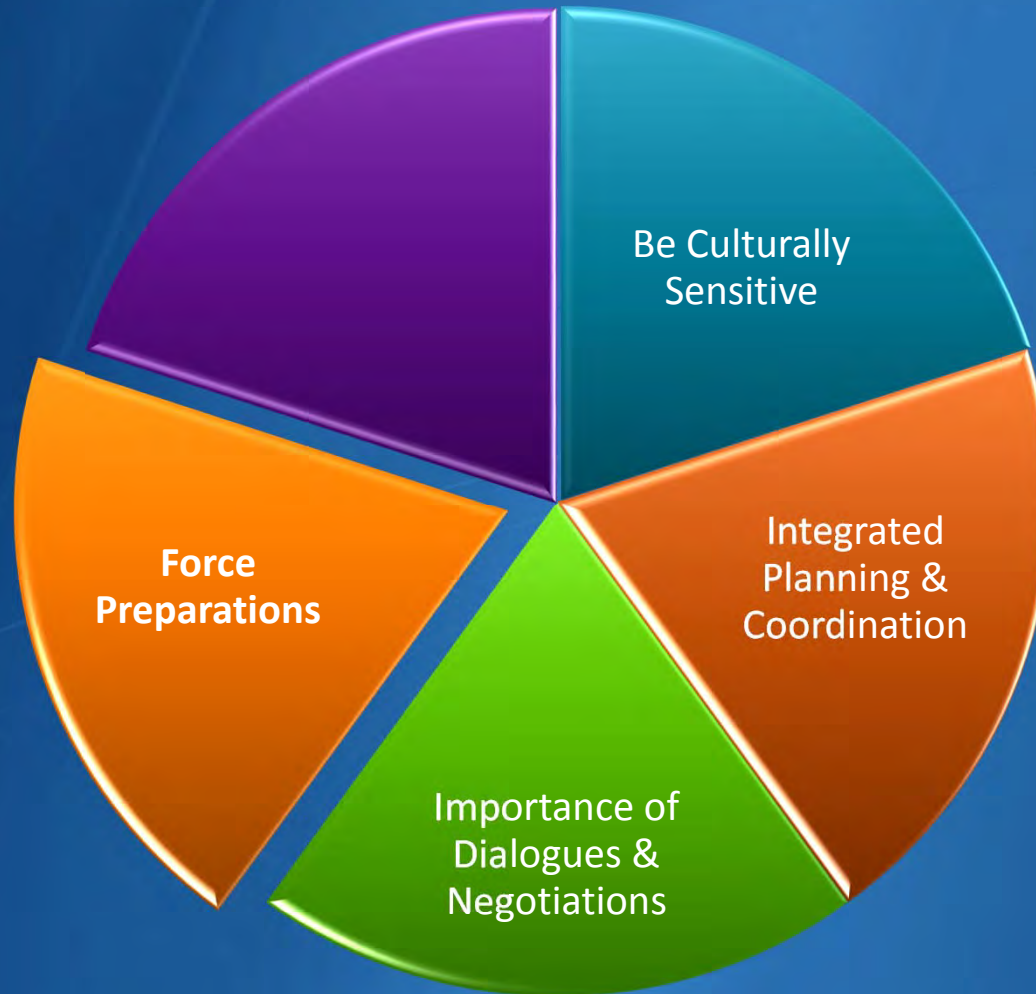 Be Culturally
Sensitive
Integrated
Planning &
Coordination
Importance of
Dialogues &
Negotiations
Force
Preparations